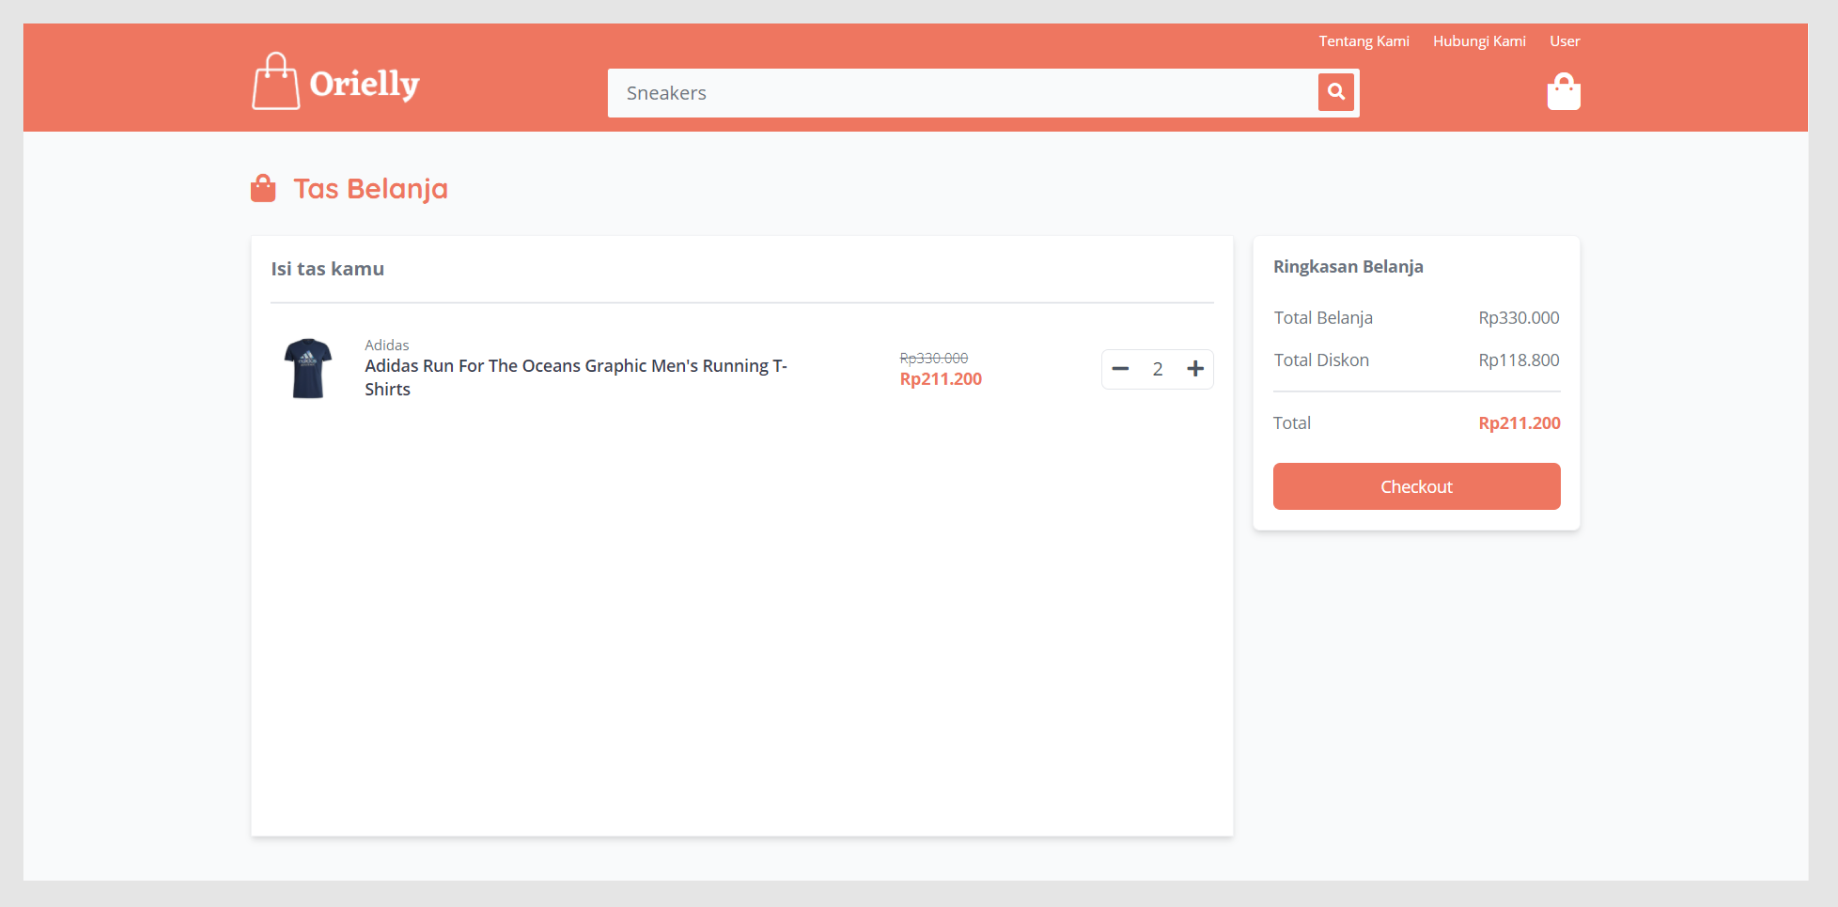 Tentang Kami Hubungi Kami User
Orielly
Sneakers
Tas Belanja
Isi tas kamu
Adidas
Adidas Run For The Oceans Graphic Men's Running T-
Shirts
Rp330.000
Rp211.200
2
Ringkasan Belanja
Total Belanja Rp330.000
Total Diskon Rp118.800
Total Rp211.200
Checkout